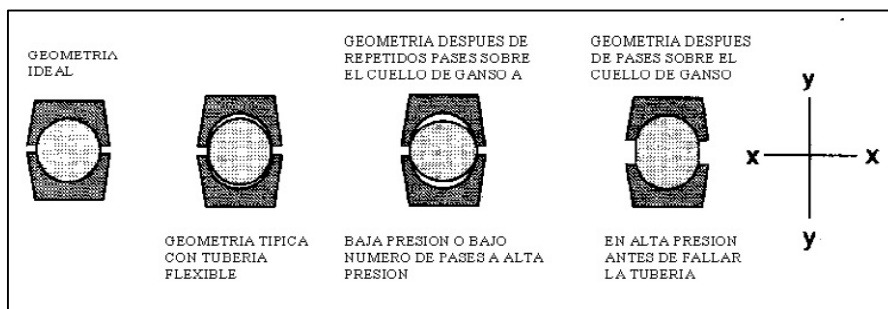 GEOMETRIA
IDEAL
GEOMETRIA DESPUES DE
REPETIDOS PASES SOBRE
EL CUELLO DE GANSO A
GEOMETRIA DESPUES
DE PASES SOBRE EL
CUELLO DE GANSO
y
x
x
y
GEOMETRIA TIPICA
CON TUBERIA
FLEXIBLE
BAJA PRESION O BAJO
NUMERO DE PASES A ALTA
PRESION
EN ALTA PRESION
ANTES DE FALLAR
LA TUBERIA